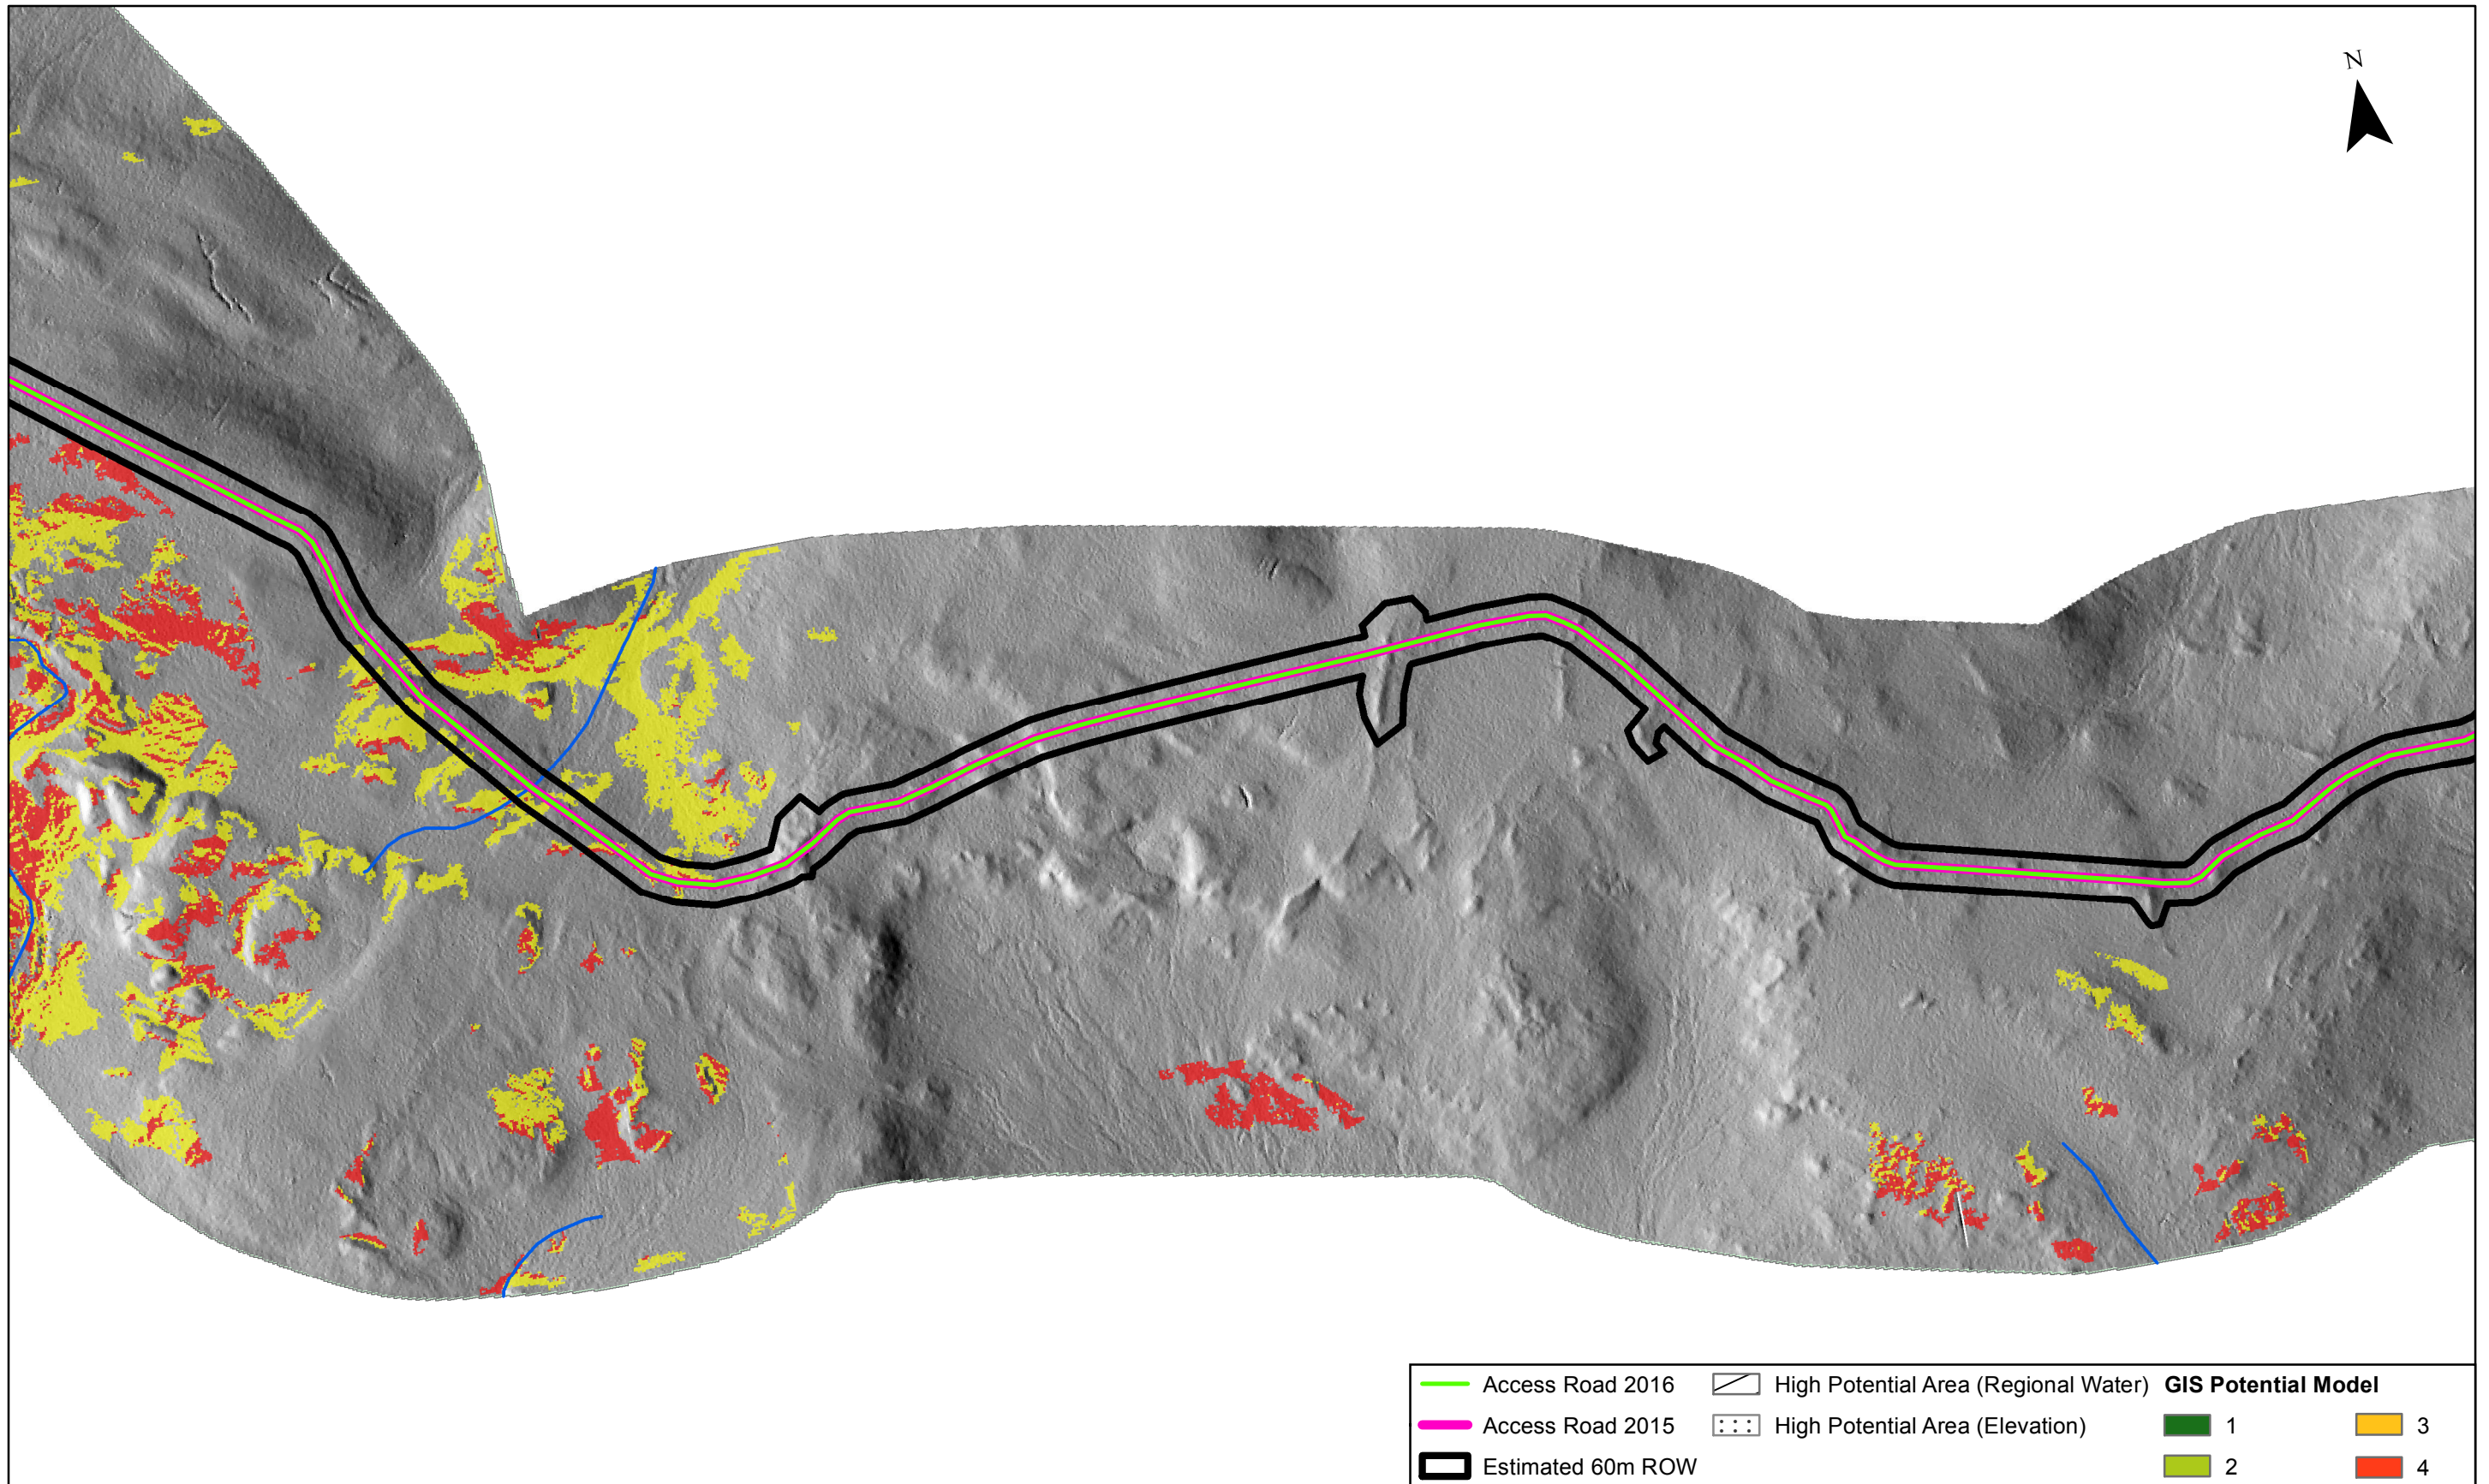 N
Access Road 2016
High Potential Area (Regional Water)
GIS Potential Model
Access Road 2015
High Potential Area (Elevation)
1
3
Estimated 60m ROW
2
4